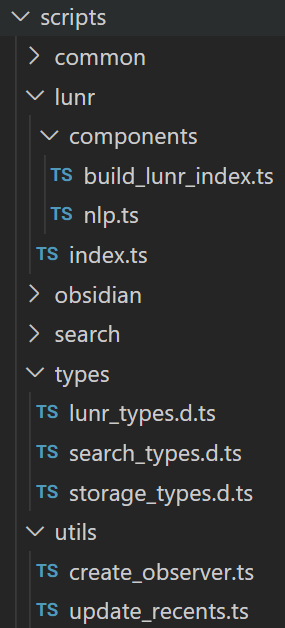 scripts
common
lunr
components
TS build_lunr_index.ts
TS nlp.ts
TS index.ts
obsidian
search
types
TS lunr_types.d.ts
TS search_types.d.ts
TS storage_types.d.ts
utils
TS create_observer.ts
TS update_recents.ts